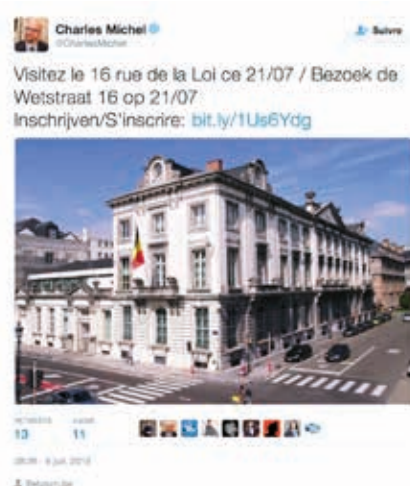 Charles Michel
@CharlesMichel
Suivre
Visitez le 16 rue de la Loi ce 21/07 / Bezoek de
Wetstraat 16 op 21/07
Inschrijven/S'inscrire: bit.ly/1Us6Ydg
13 11